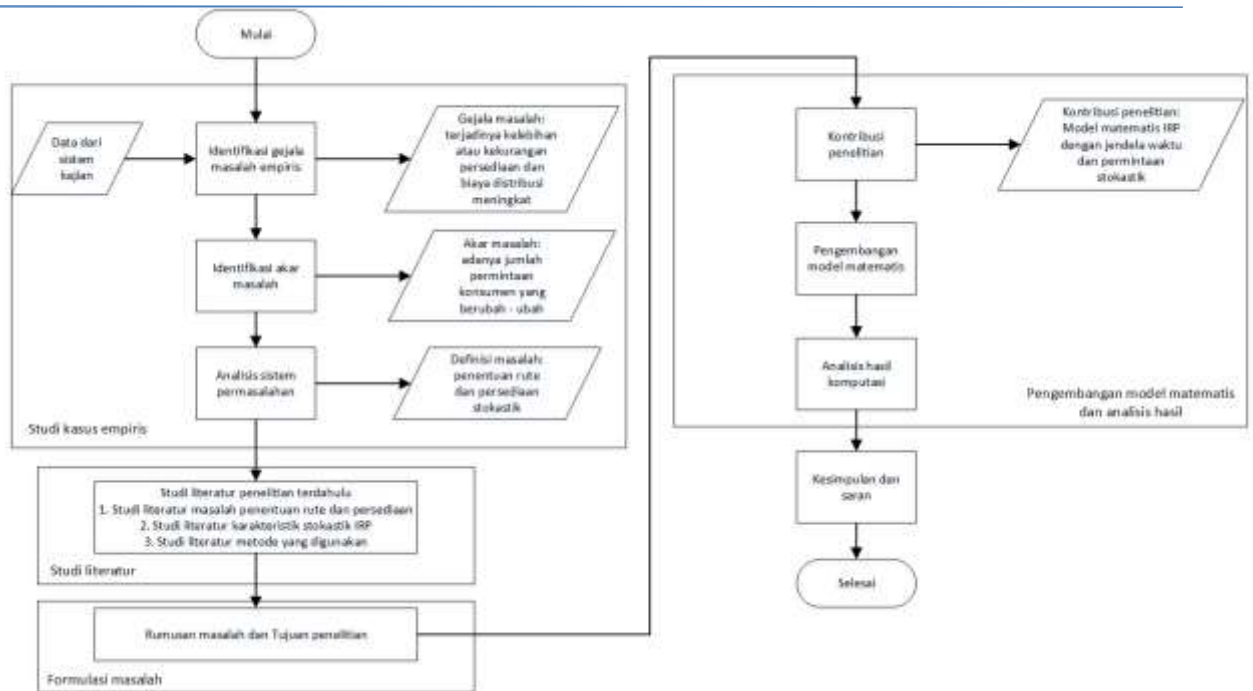 Mulai
Data dari
sistem
kajian
Identifikasi gejala
masalah empiris
Gejala masalah:
terjadinya kelebihan
atau kekurangan
persediaan dan
biaya distribusi
meningkat
Identifikasi akar
masalah
Akar masalah:
adanya jumlah
permintaan
konsumen yang
berubah - ubah
Analisis sistem
permasalahan
Definisi masalah:
penentuan rute
dan persediaan
stokastik
Studi kasus empiris
Studi literatur penelitian terdahulu
1. Studi literatur masalah penentuan rute dan persediaan
2. Studi literatur karakteristik stokastik IRP
3. Studi literatur metode yang digunakan
Studi literatur
Rumusan masalah dan Tujuan penelitian
Formulasi masalah
Kontribusi
penelitian
Kontribusi penelitian:
Model matematis IRP
dengan jendela waktu
dan permintaan
stokastik
Pengembangan
model matematis
Analisis hasil
komputasi
Pengembangan model matematis
dan analisis hasil
Kesimpulan dan
saran
Selesai